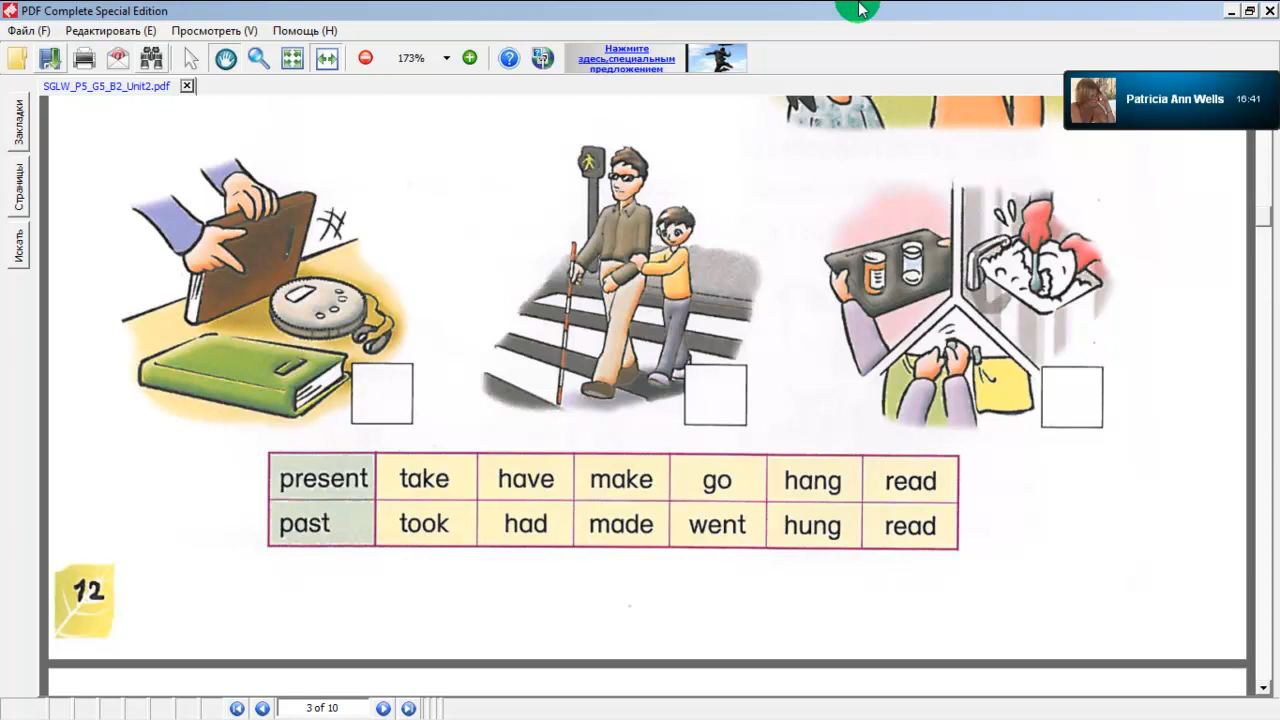 PDF Complete Special Edition
Файл (F) Редактировать (E) Просмотреть (V) Помощь (H)
173%
Нажмите
здесь,специальным
предложением
SGLW_P5_G5_B2_Unit2.pdf
Patricia Ann Wells 16:41
Закладки
Страницы
Искать
present take have make go hang read
past took had made went hung read
12
3 of 10